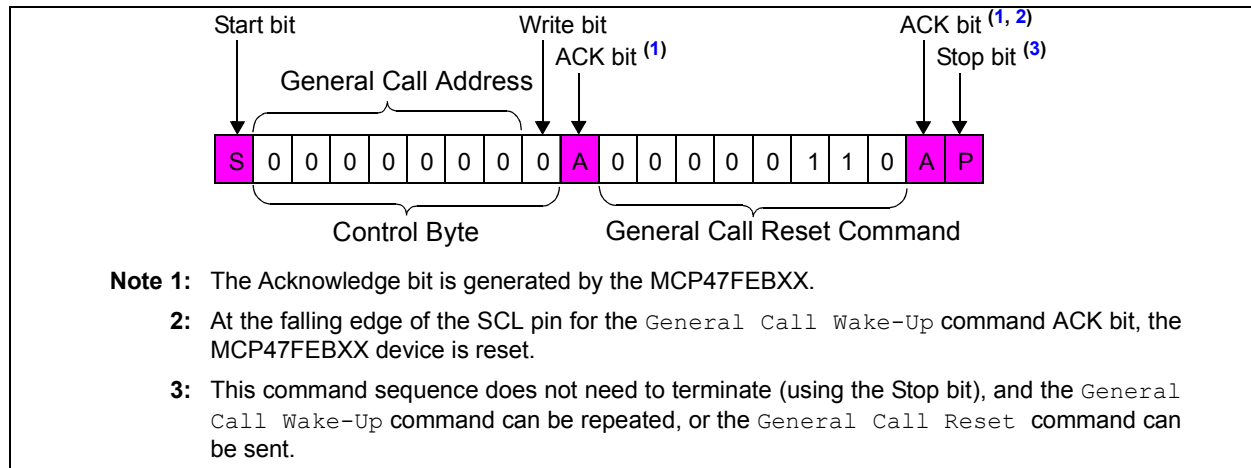 Start bit Write bit ACK bit (1, 2)
ACK bit (1) Stop bit (3)
General Call Address
S 0 0 0 0 0 0 0 0 A 0 0 0 0 0 1 1 0 A P
Control Byte General Call Reset Command
Note 1: The Acknowledge bit is generated by the MCP47FEBXX.
2: At the falling edge of the SCL pin for the General Call Wake-Up command ACK bit, the
MCP47FEBXX device is reset.
3: This command sequence does not need to terminate (using the Stop bit), and the General
Call Wake-Up command can be repeated, or the General Call Reset command can
be sent.